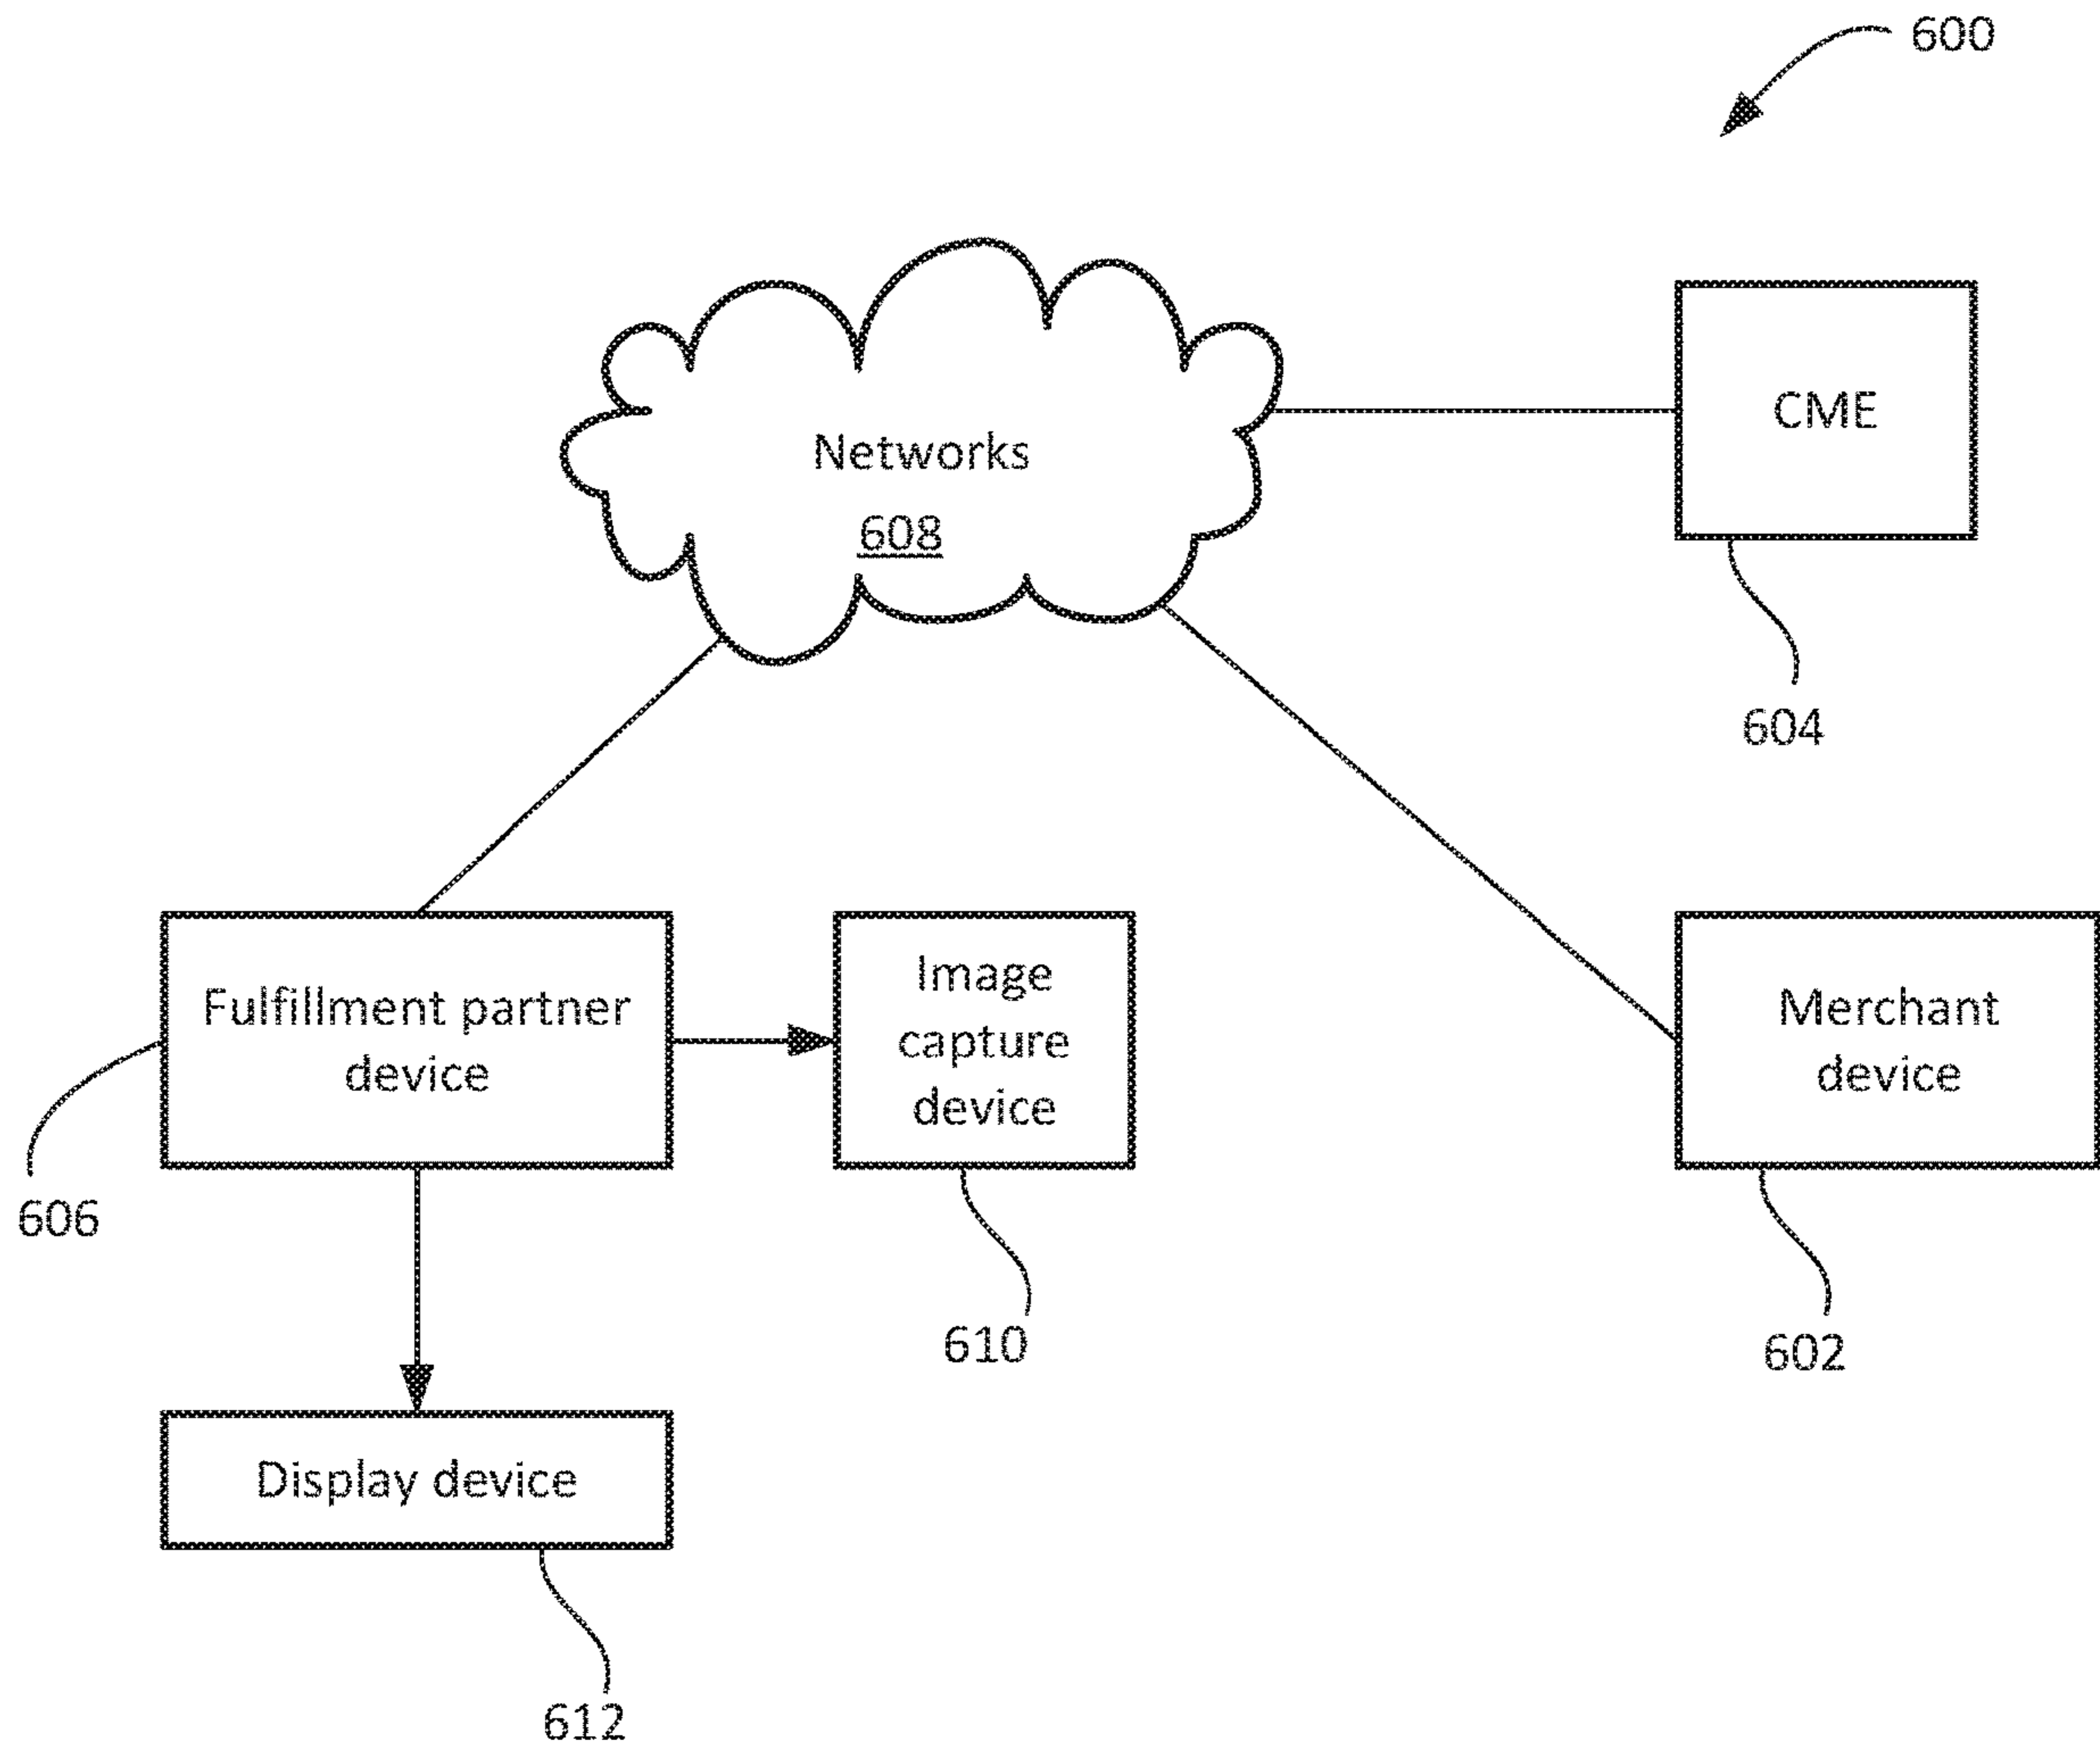 600
Networks
608
CME
604
Fulfillment partner
device
606
Image
capture
device
610
Merchant
device
602
Display device
612